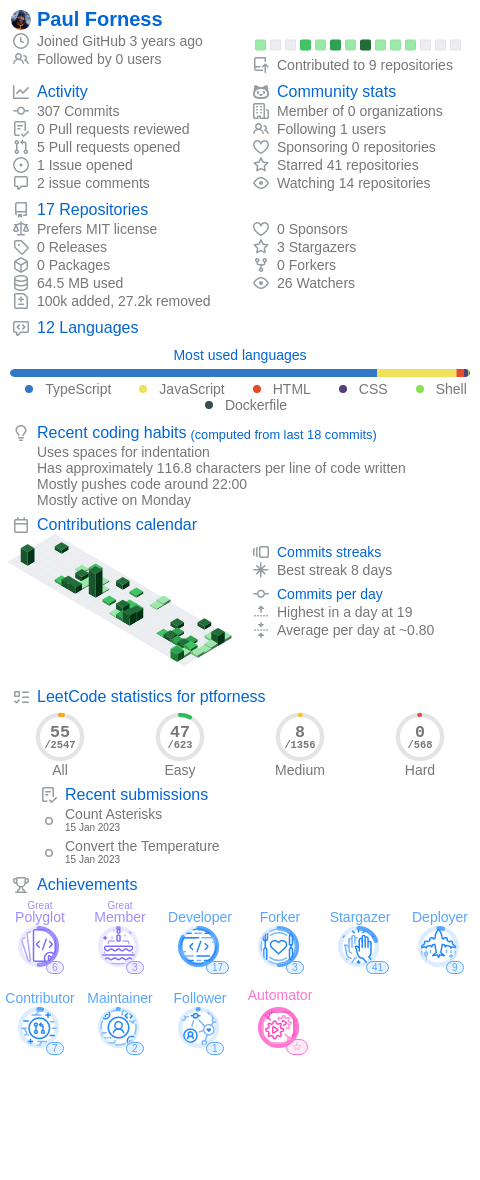 Paul Forness
Joined GitHub 3 years ago
Followed by 0 users
Contributed to 9 repositories
Activity
307 Commits
0 Pull requests reviewed
5 Pull requests opened
1 Issue opened
2 issue comments
Community stats
Member of 0 organizations
Following 1 users
Sponsoring 0 repositories
Starred 41 repositories
Watching 14 repositories
17 Repositories
Prefers MIT license
0 Releases
0 Packages
64.5 MB used
100k added, 27.2k removed
0 Sponsors
3 Stargazers
0 Forkers
26 Watchers
12 Languages
Most used languages
TypeScript JavaScript HTML CSS Shell
Dockerfile
Recent coding habits (computed from last 18 commits)
Uses spaces for indentation
Has approximately 116.8 characters per line of code written
Mostly pushes code around 22:00
Mostly active on Monday
Contributions calendar
Commits streaks
Best streak 8 days
Commits per day
Highest in a day at 19
Average per day at ~0.80
LeetCode statistics for ptforness
55 47 8 0
/2547 /623 /1356 /568
All Easy Medium Hard
Recent submissions
Count Asterisks
15 Jan 2023
Convert the Temperature
15 Jan 2023
Achievements
Great Great
Polyglot Member Developer Forker Stargazer Deployer
6 3 17 3 41 9
Contributor Maintainer Follower Automator
7 2 1